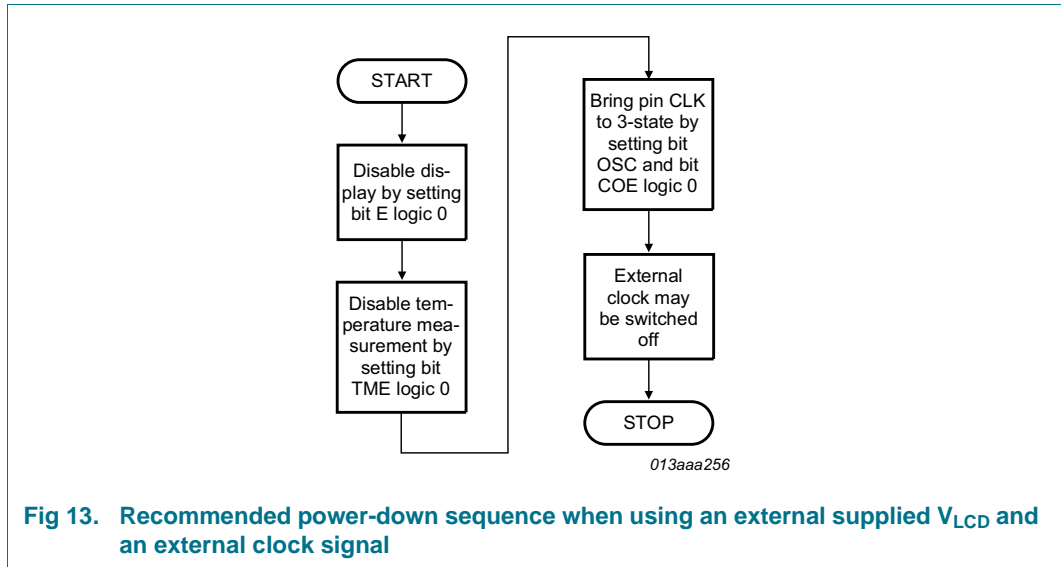 START
Disable dis-
play by setting
bit E logic 0
Disable tem-
perature mea-
surement by
setting bit
TME logic 0
Bring pin CLK
to 3-state by
setting bit
OSC and bit
COE logic 0
External
clock may
be switched
off
STOP
013aaa256
Fig 13. Recommended power-down sequence when using an external supplied VLCD and
an external clock signal